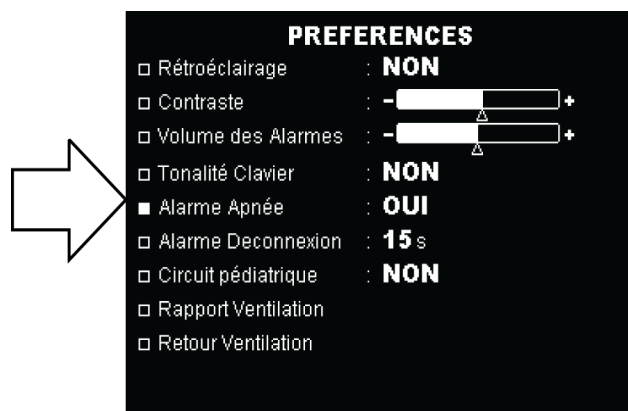 PREFERENCES
Rétroéclairage : NON
Contraste : - +
Volume des Alarmes : - +
Tonalité Clavier : NON
Alarme Apnée : OUI
Alarme Deconnexion : 15 s
Circuit pédiatrique : NON
Rapport Ventilation
Retour Ventilation